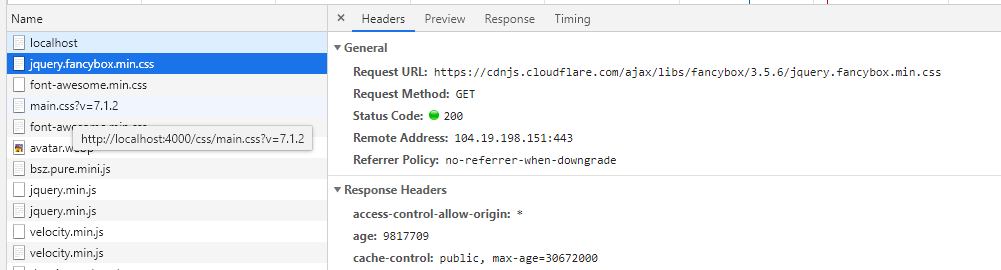 Name
localhost
jquery.fancybox.min.css
font-awesome.min.css
main.css?v=7.1.2
font-awesome.min.css
http://localhost:4000/css/main.css?v=7.1.2
avatar.webp
bsz.pure.mini.js
jquery.min.js
jquery.min.js
velocity.min.js
velocity.min.js
× Headers Preview Response Timing
▼ General
Request URL: https://cdnjs.cloudflare.com/ajax/libs/fancybox/3.5.6/jquery.fancybox.min.css
Request Method: GET
Status Code: 200
Remote Address: 104.19.198.151:443
Referrer Policy: no-referrer-when-downgrade
▼ Response Headers
access-control-allow-origin: *
age: 9817709
cache-control: public, max-age=30672000